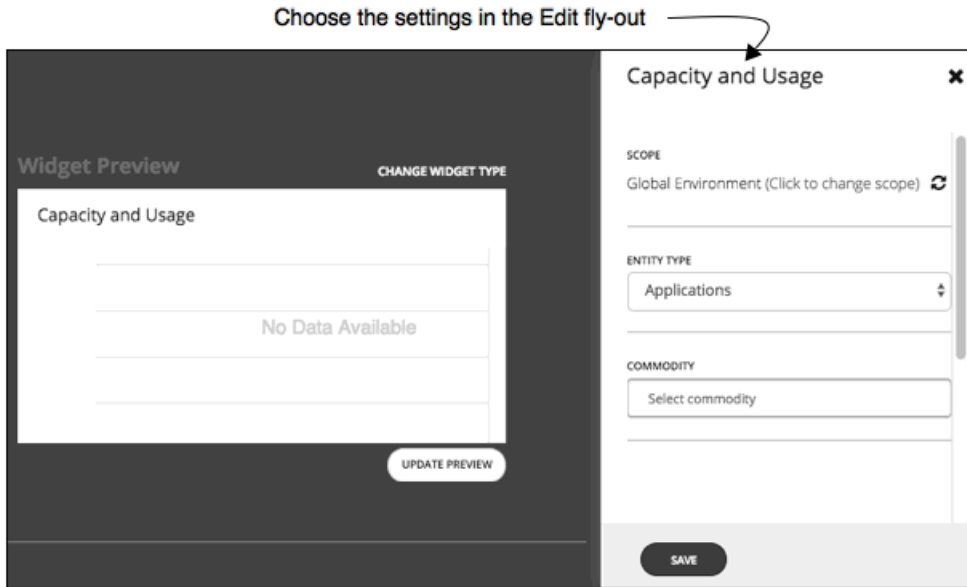 Choose the settings in the Edit fly-out
Widget Preview
CHANGE WIDGET TYPE
Capacity and Usage
No Data Available
UPDATE PREVIEW
Capacity and Usage
SCOPE
Global Environment (Click to change scope)
ENTITY TYPE
Applications
COMMODITY
Select commodity
SAVE